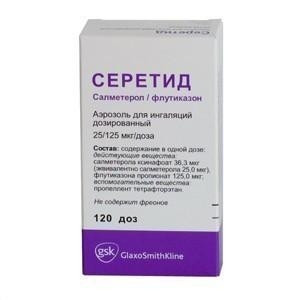 СЕРЕТИД
Салметерол / флутиказон
Аэрозоль для ингаляций
дозированный
25/125 мкг/доза
Состав: содержание в одной дозе:
действующие вещества:
салметерола ксинафоат 36,3 мкг
(эквивалентно салметерола 25,0 мкг),
флутиказона пропионат 125,0 мкг;
вспомогательные вещества:
пропеллент тетрафторэтан
Не содержит фреонов
120 доз
gsk GlaxoSmithKline